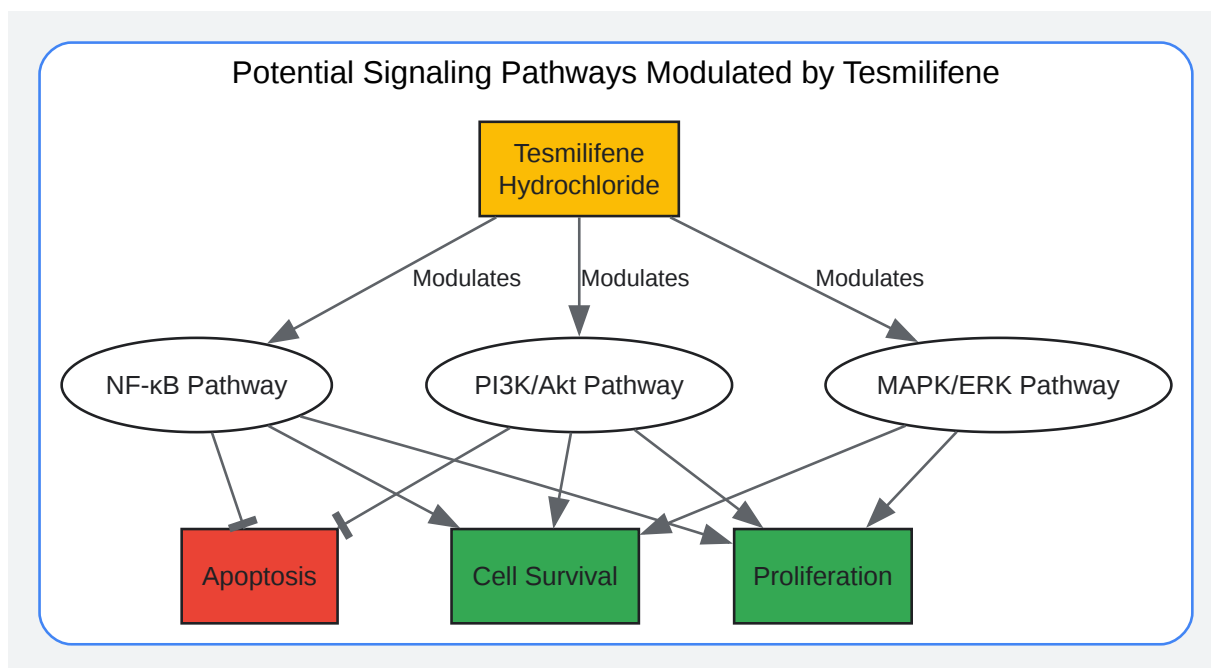 Potential Signaling Pathways Modulated by Tesmilifene
Tesmilifene
Hydrochloride
Modulates
Modulates
Modulates
NF-κB Pathway
PI3K/Akt Pathway
MAPK/ERK Pathway
Apoptosis
Cell Survival
Proliferation